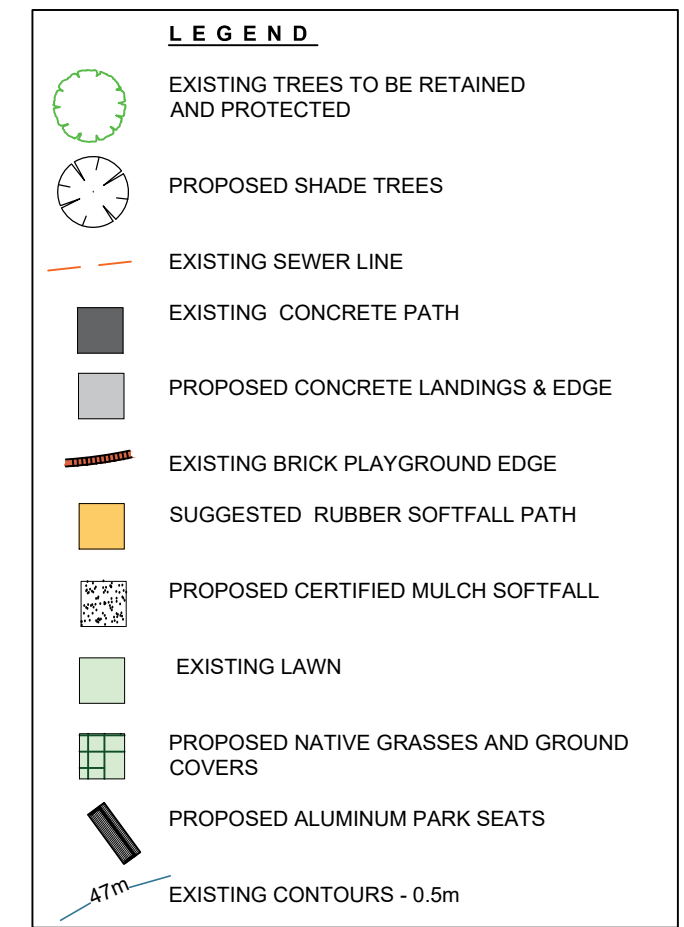 LEGEND
EXISTING TREES TO BE RETAINED
AND PROTECTED
PROPOSED SHADE TREES
EXISTING SEWER LINE
EXISTING CONCRETE PATH
PROPOSED CONCRETE LANDINGS & EDGE
EXISTING BRICK PLAYGROUND EDGE
SUGGESTED RUBBER SOFTFALL PATH
PROPOSED CERTIFIED MULCH SOFTFALL
EXISTING LAWN
PROPOSED NATIVE GRASSES AND GROUND
COVERS
PROPOSED ALUMINUM PARK SEATS
47m
EXISTING CONTOURS - 0.5m